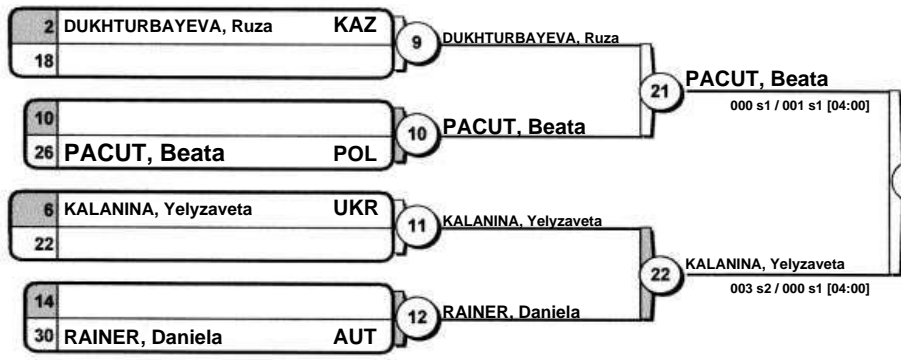 2 DUKHTURBAYEVA, Ruza KAZ
18
9
DUKHTURBAYEVA, Ruza
10
26 PACUT, Beata POL
10
PACUT, Beata
21
PACUT, Beata
000 s1 / 001 s1 [04:00]
6 KALANINA, Yelyzaveta UKR
22
11
KALANINA, Yelyzaveta
14
30 RAINER, Daniela AUT
12
RAINER, Daniela
22
KALANINA, Yelyzaveta
003 s2 / 000 s1 [04:00]